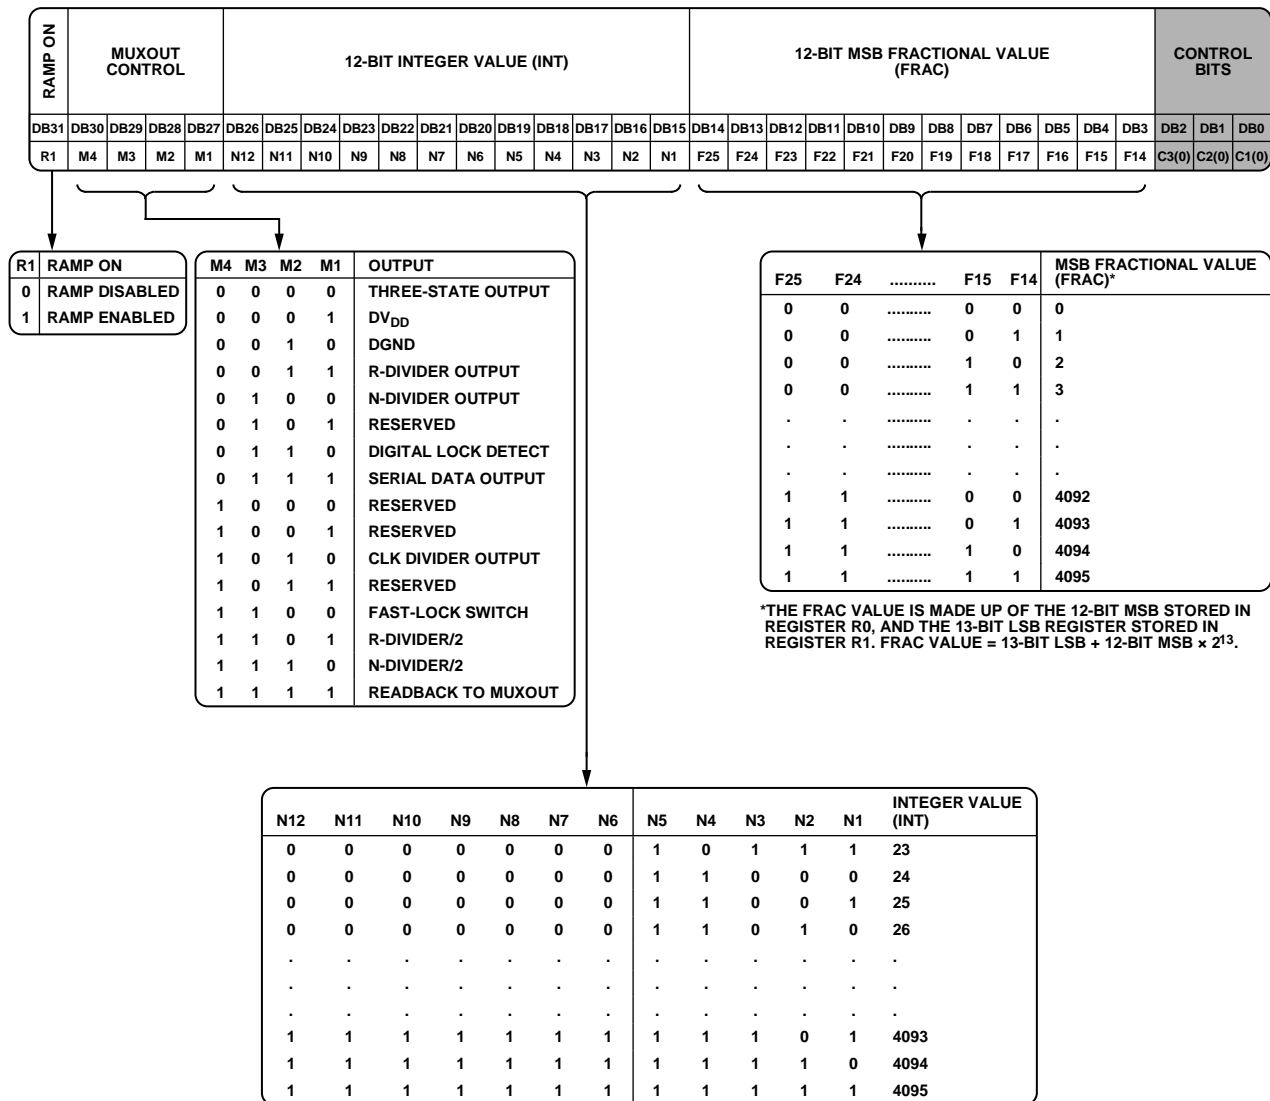 RAMP ON
MUXOUT
CONTROL
12-BIT INTEGER VALUE (INT)
12-BIT MSB FRACTIONAL VALUE
(FRAC)
CONTROL
BITS
DB31 DB30 DB29 DB28 DB27 DB26 DB25 DB24 DB23 DB22 DB21 DB20 DB19 DB18 DB17 DB16 DB15 DB14 DB13 DB12 DB11 DB10 DB9 DB8 DB7 DB6 DB5 DB4 DB3 DB2 DB1 DB0
R1 M4 M3 M2 M1 N12 N11 N10 N9 N8 N7 N6 N5 N4 N3 N2 N1 F25 F24 F23 F22 F21 F20 F19 F18 F17 F16 F15 F14 C3(0) C2(0) C1(0)
R1 RAMP ON
0 RAMP DISABLED
1 RAMP ENABLED
M4 M3 M2 M1 OUTPUT
0 0 0 0 THREE-STATE OUTPUT
0 0 0 1 DVDD
0 0 1 0 DGND
0 0 1 1 R-DIVIDER OUTPUT
0 1 0 0 N-DIVIDER OUTPUT
0 1 0 1 RESERVED
0 1 1 0 DIGITAL LOCK DETECT
0 1 1 1 SERIAL DATA OUTPUT
1 0 0 0 RESERVED
1 0 0 1 RESERVED
1 0 1 0 CLK DIVIDER OUTPUT
1 0 1 1 RESERVED
1 1 0 0 FAST-LOCK SWITCH
1 1 0 1 R-DIVIDER/2
1 1 1 0 N-DIVIDER/2
1 1 1 1 READBACK TO MUXOUT
F25 F24 .......... F15 F14 MSB FRACTIONAL VALUE
(FRAC)*
0 0 .......... 0 0 0
0 0 .......... 0 1 1
0 0 .......... 1 0 2
0 0 .......... 1 1 3
. . .......... . . .
. . .......... . . .
. . .......... . . .
1 1 .......... 0 0 4092
1 1 .......... 0 1 4093
1 1 .......... 1 0 4094
1 1 .......... 1 1 4095
*THE FRAC VALUE IS MADE UP OF THE 12-BIT MSB STORED IN
REGISTER R0, AND THE 13-BIT LSB REGISTER STORED IN
REGISTER R1. FRAC VALUE = 13-BIT LSB + 12-BIT MSB × 2¹³.
N12 N11 N10 N9 N8 N7 N6 N5 N4 N3 N2 N1 INTEGER VALUE
(INT)
0 0 0 0 0 0 0 1 0 1 1 1 23
0 0 0 0 0 0 0 1 1 0 0 0 24
0 0 0 0 0 0 0 1 1 0 0 1 25
0 0 0 0 0 0 0 1 1 0 1 0 26
. . . . . . . . . . . . .
. . . . . . . . . . . . .
. . . . . . . . . . . . .
1 1 1 1 1 1 1 1 1 1 0 1 4093
1 1 1 1 1 1 1 1 1 1 1 0 4094
1 1 1 1 1 1 1 1 1 1 1 1 4095